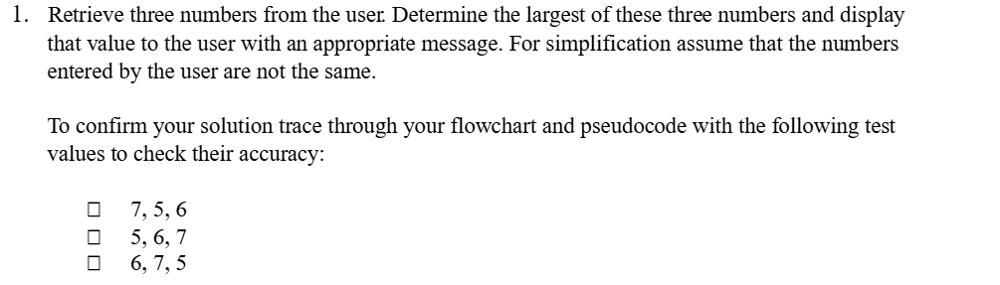 1. Retrieve three numbers from the user. Determine the largest of these three numbers and display
that value to the user with an appropriate message. For simplification assume that the numbers
entered by the user are not the same.
To confirm your solution trace through your flowchart and pseudocode with the following test
values to check their accuracy:
□ 7, 5, 6
□ 5, 6, 7
□ 6, 7, 5